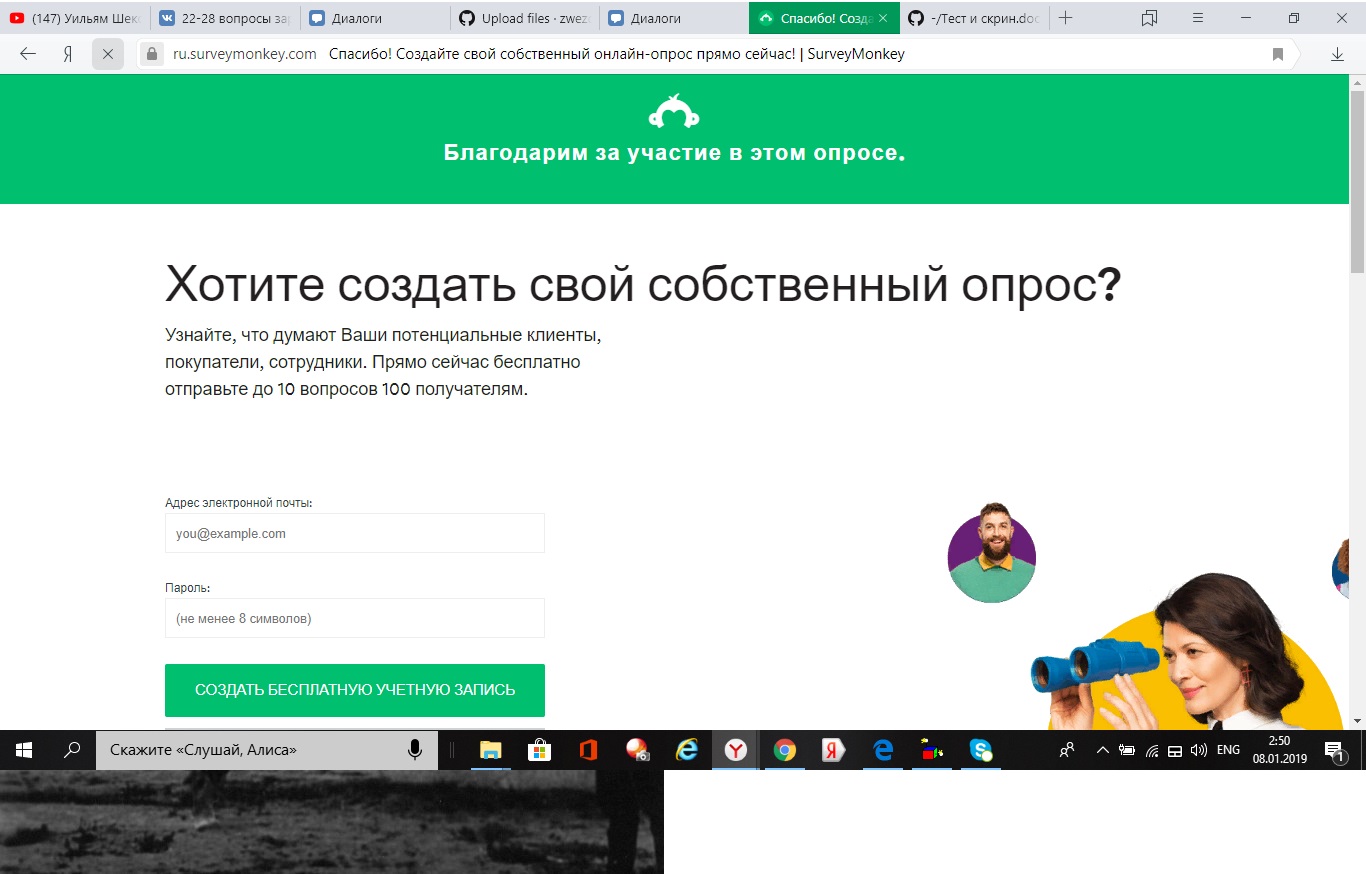 (147) Уильям Шек
22-28 вопросы за
Диалоги
Upload files · zwez
Диалоги
Спасибо! Созда
-/Тест и скрин.doc
Я
ru.surveymonkey.com Спасибо! Создайте свой собственный онлайн-опрос прямо сейчас! | SurveyMonkey
Благодарим за участие в этом опросе.
Хотите создать свой собственный опрос?
Узнайте, что думают Ваши потенциальные клиенты,
покупатели, сотрудники. Прямо сейчас бесплатно
отправьте до 10 вопросов 100 получателям.
Адрес электронной почты:
you@example.com
Пароль:
(не менее 8 символов)
СОЗДАТЬ БЕСПЛАТНУЮ УЧЕТНУЮ ЗАПИСЬ
Скажите «Слушай, Алиса»
Y
Я
ENG
2:50
08.01.2019
1